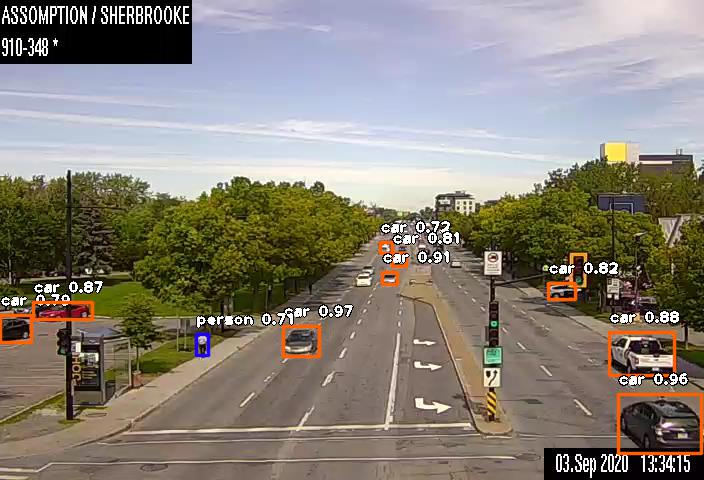 ASSOMPTION / SHERBROOKE
910-348 *
car 0.72
car 0.81
car 0.91
car 0.82
car 0.87
car 0.79
person 0.71
car 0.97
car 0.88
car 0.96
03.Sep 2020 13:34:15